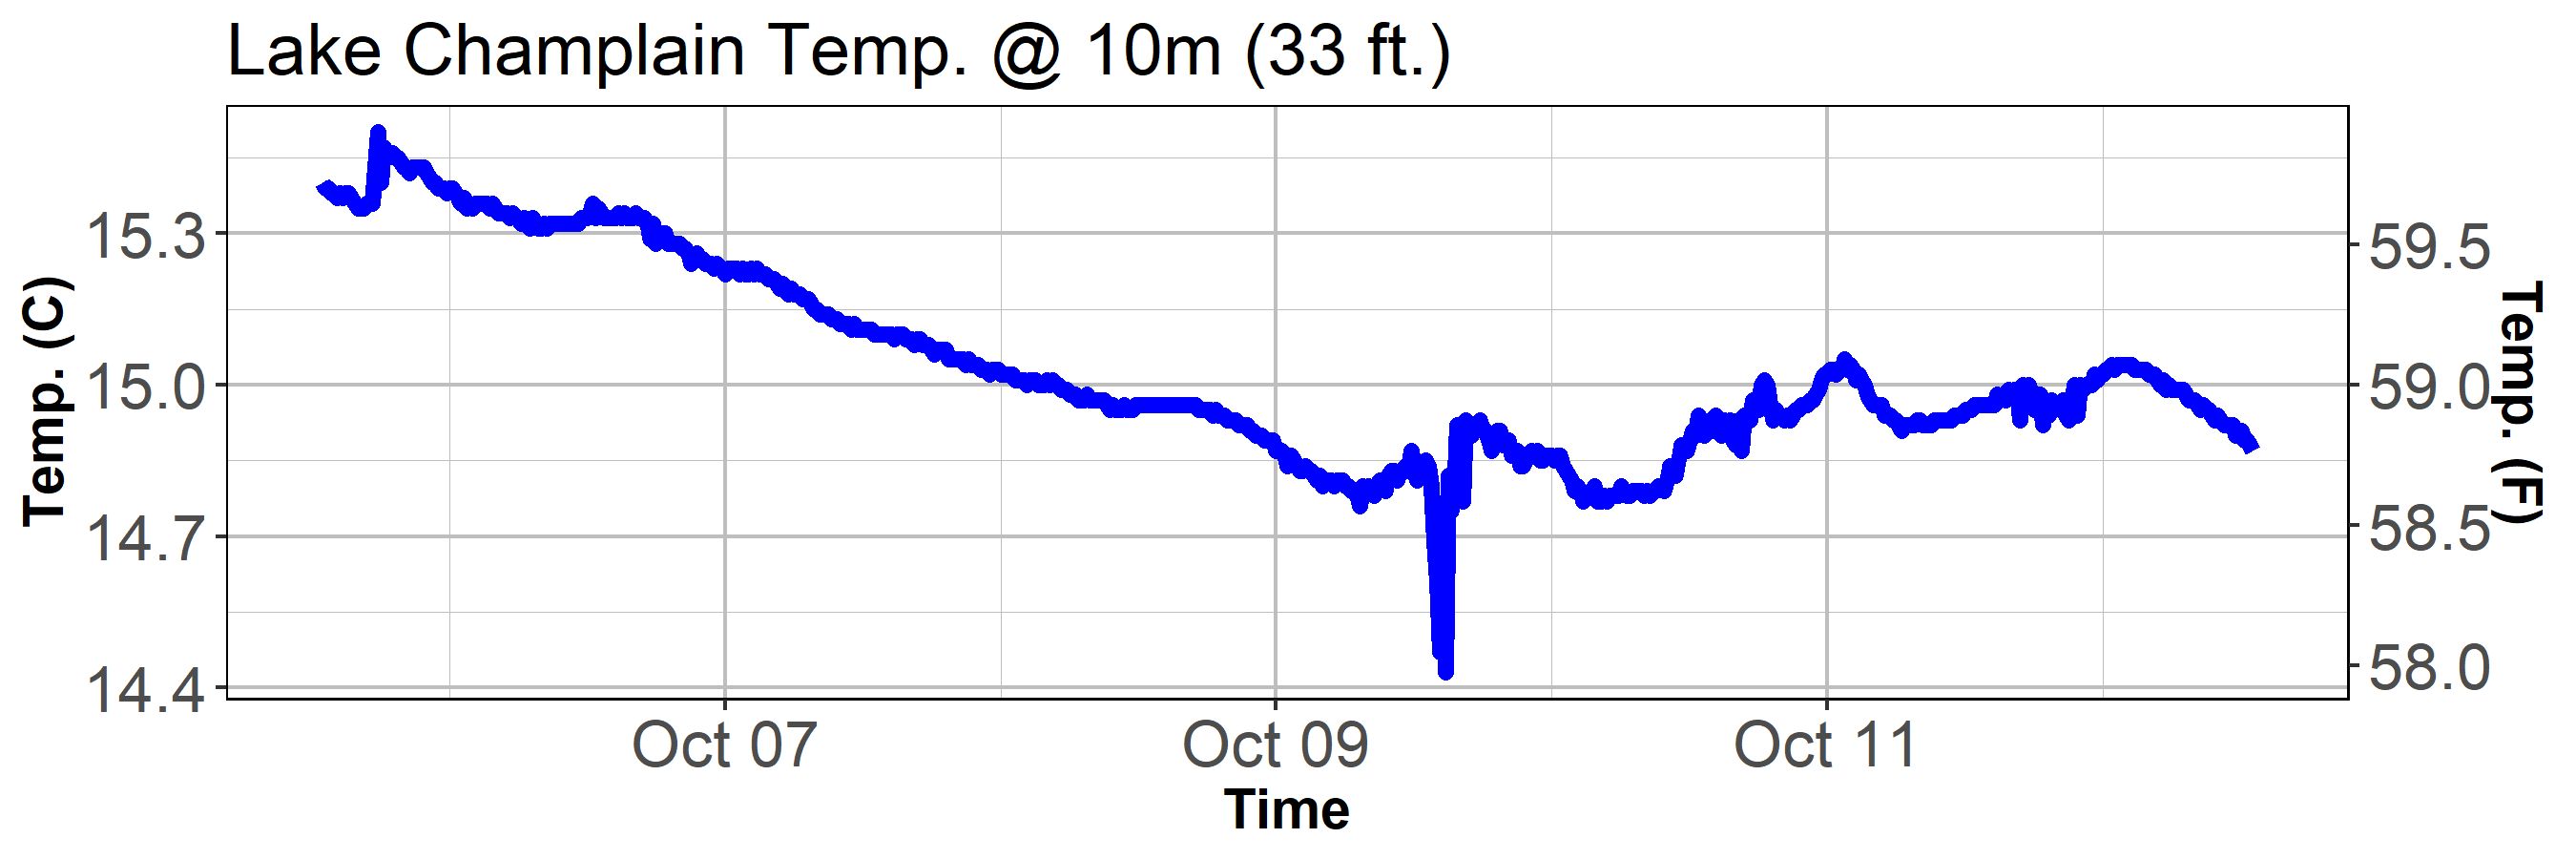 Lake Champlain Temp. @ 10m (33 ft.)
Temp. (C)
15.3
15.0
14.7
14.4
59.5
59.0
58.5
58.0
Temp. (F)
Oct 07
Oct 09
Oct 11
Time